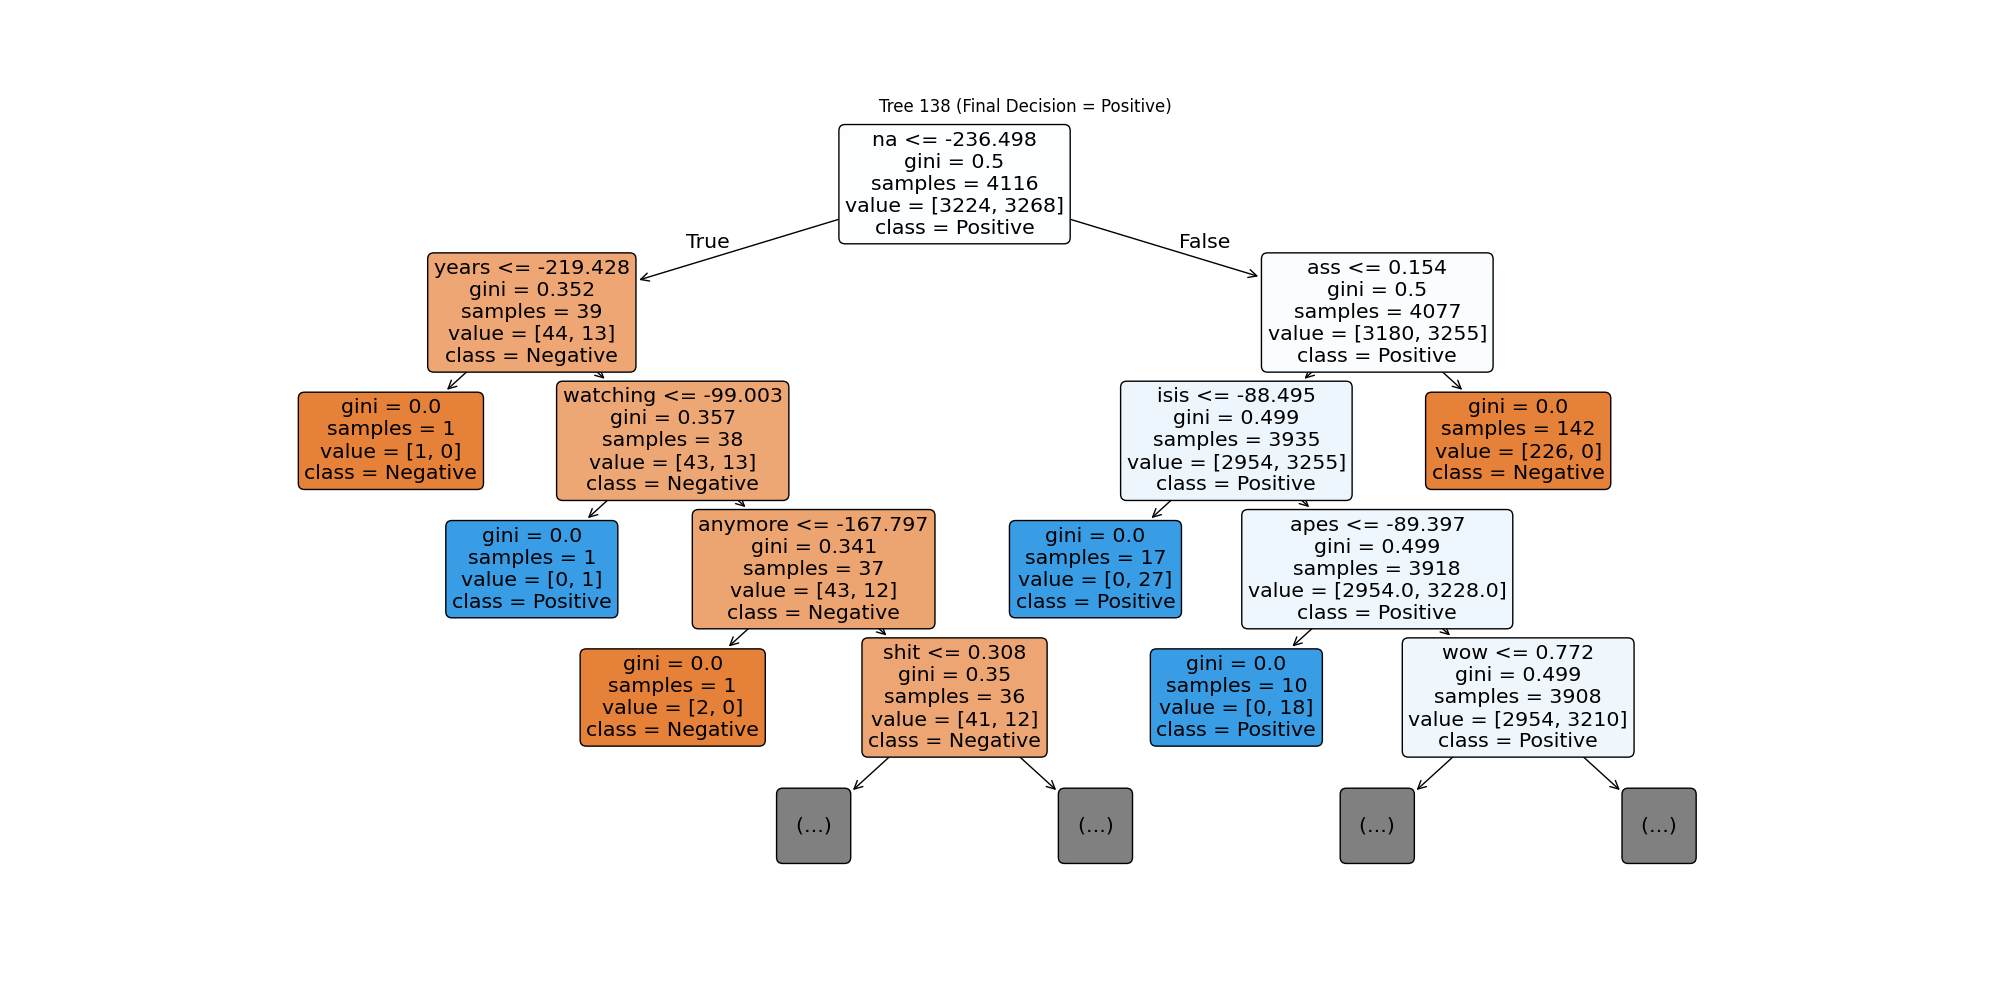 Tree 138 (Final Decision = Positive)
na <= -236.498
gini = 0.5
samples = 4116
value = [3224, 3268]
class = Positive
True
False
years <= -219.428
gini = 0.352
samples = 39
value = [44, 13]
class = Negative
ass <= 0.154
gini = 0.5
samples = 4077
value = [3180, 3255]
class = Positive
gini = 0.0
samples = 1
value = [1, 0]
class = Negative
watching <= -99.003
gini = 0.357
samples = 38
value = [43, 13]
class = Negative
isis <= -88.495
gini = 0.499
samples = 3935
value = [2954, 3255]
class = Positive
gini = 0.0
samples = 142
value = [226, 0]
class = Negative
gini = 0.0
samples = 1
value = [0, 1]
class = Positive
anymore <= -167.797
gini = 0.341
samples = 37
value = [43, 12]
class = Negative
gini = 0.0
samples = 17
value = [0, 27]
class = Positive
apes <= -89.397
gini = 0.499
samples = 3918
value = [2954.0, 3228.0]
class = Positive
gini = 0.0
samples = 1
value = [2, 0]
class = Negative
shit <= 0.308
gini = 0.35
samples = 36
value = [41, 12]
class = Negative
gini = 0.0
samples = 10
value = [0, 18]
class = Positive
wow <= 0.772
gini = 0.499
samples = 3908
value = [2954, 3210]
class = Positive
(...)
(...)
(...)
(...)